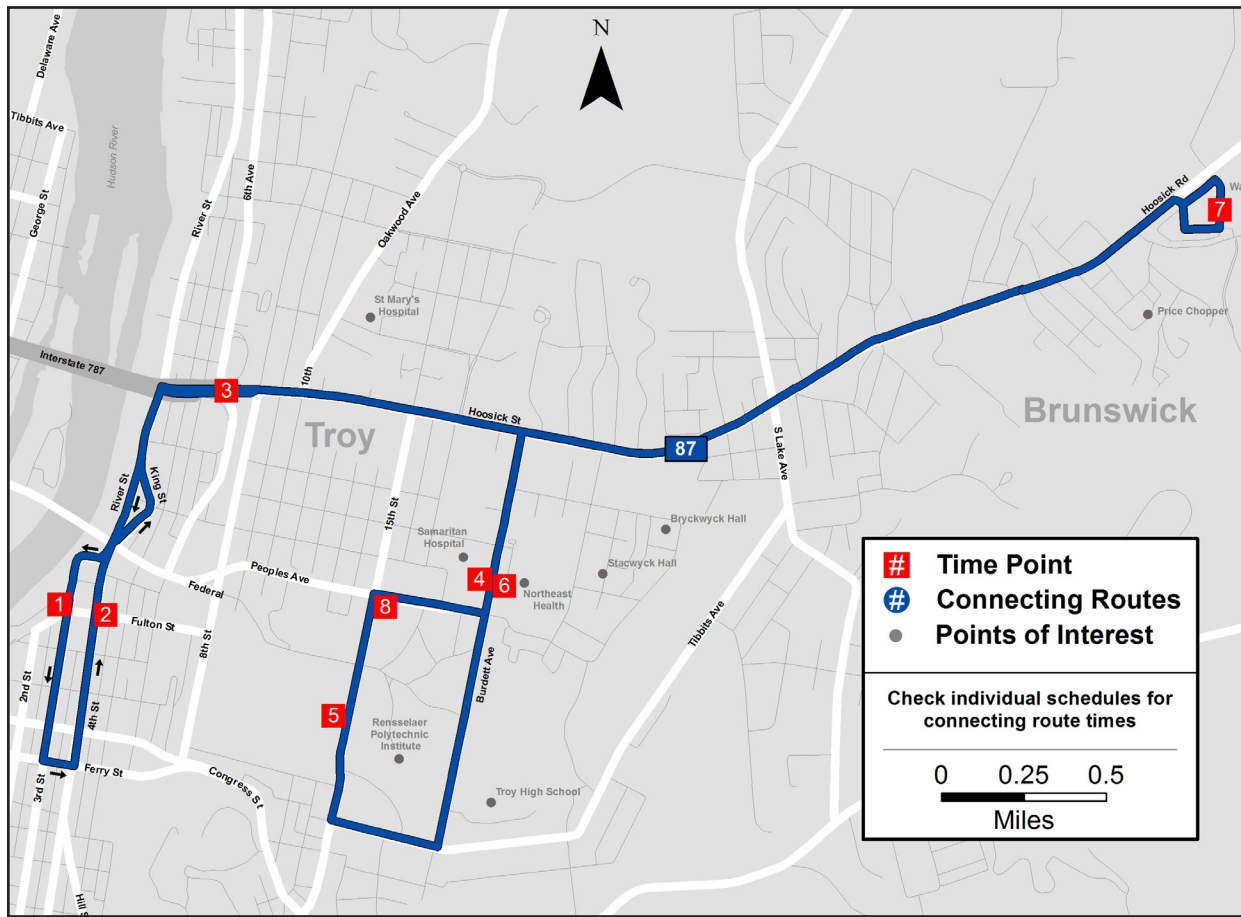 N
Delaware Ave
Tibbits Ave
Hudson River
George St
River St
6th Ave
Oakwood Ave
Hoosick Rd
Wa
7
St Mary's
Hospital
Price Chopper
Interstate 787
3
10th
Hoosick St
Troy
Brunswick
87
S Lake Ave
River St
King St
15th St
Samaritan
Hospital
Bryckwyck Hall
Stacwyck Hall
Peoples Ave
4
6
Northeast
Health
Federal
8
1
2
Fulton St
8th St
Tibbits Ave
Burdett Ave
2nd St
4th St
5
Rensselaer
Polytechnic
Institute
3rd St
Ferry St
Congress St
Troy High School
Hill S
# Time Point
# Connecting Routes
Points of Interest
Check individual schedules for
connecting route times
0 0.25 0.5
Miles